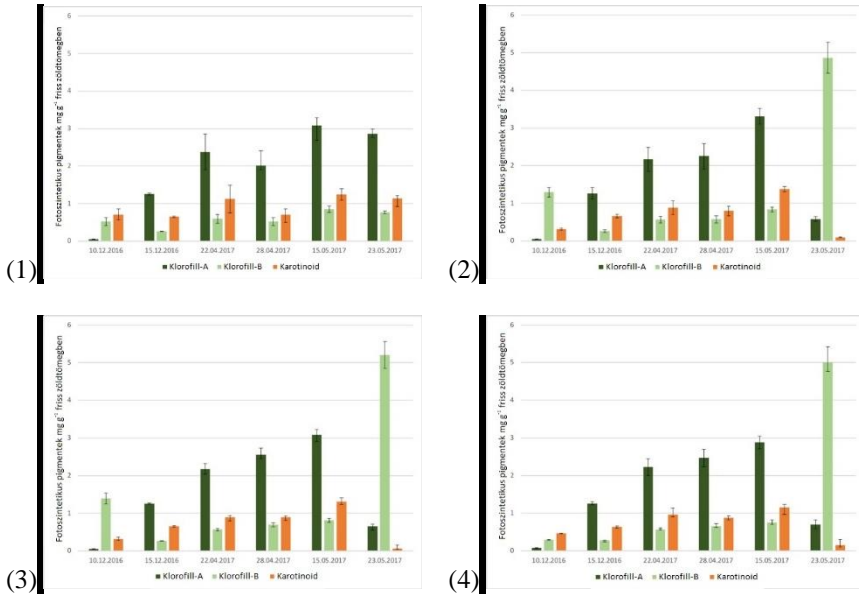 Fotoszintetikus pigmentek mg g⁻¹ friss zöldtömegben
6
5
4
3
2
1
0
10.12.2016 15.12.2016 22.04.2017 28.04.2017 15.05.2017 23.05.2017
Klorofill-A Klorofill-B Karotinoid
(1)
Fotoszintetikus pigmentek mg g⁻¹ friss zöldtömegben
6
5
4
3
2
1
0
10.12.2016 15.12.2016 22.04.2017 28.04.2017 15.05.2017 23.05.2017
Klorofill-A Klorofill-B Karotinoid
(2)
Fotoszintetikus pigmentek mg g⁻¹ friss zöldtömegben
6
5
4
3
2
1
0
10.12.2016 15.12.2016 22.04.2017 28.04.2017 15.05.2017 23.05.2017
Klorofill-A Klorofill-B Karotinoid
(3)
Fotoszintetikus pigmentek mg g⁻¹ friss zöldtömegben
6
5
4
3
2
1
0
10.12.2016 15.12.2016 22.04.2017 28.04.2017 15.05.2017 23.05.2017
Klorofill-A Klorofill-B Karotinoid
(4)